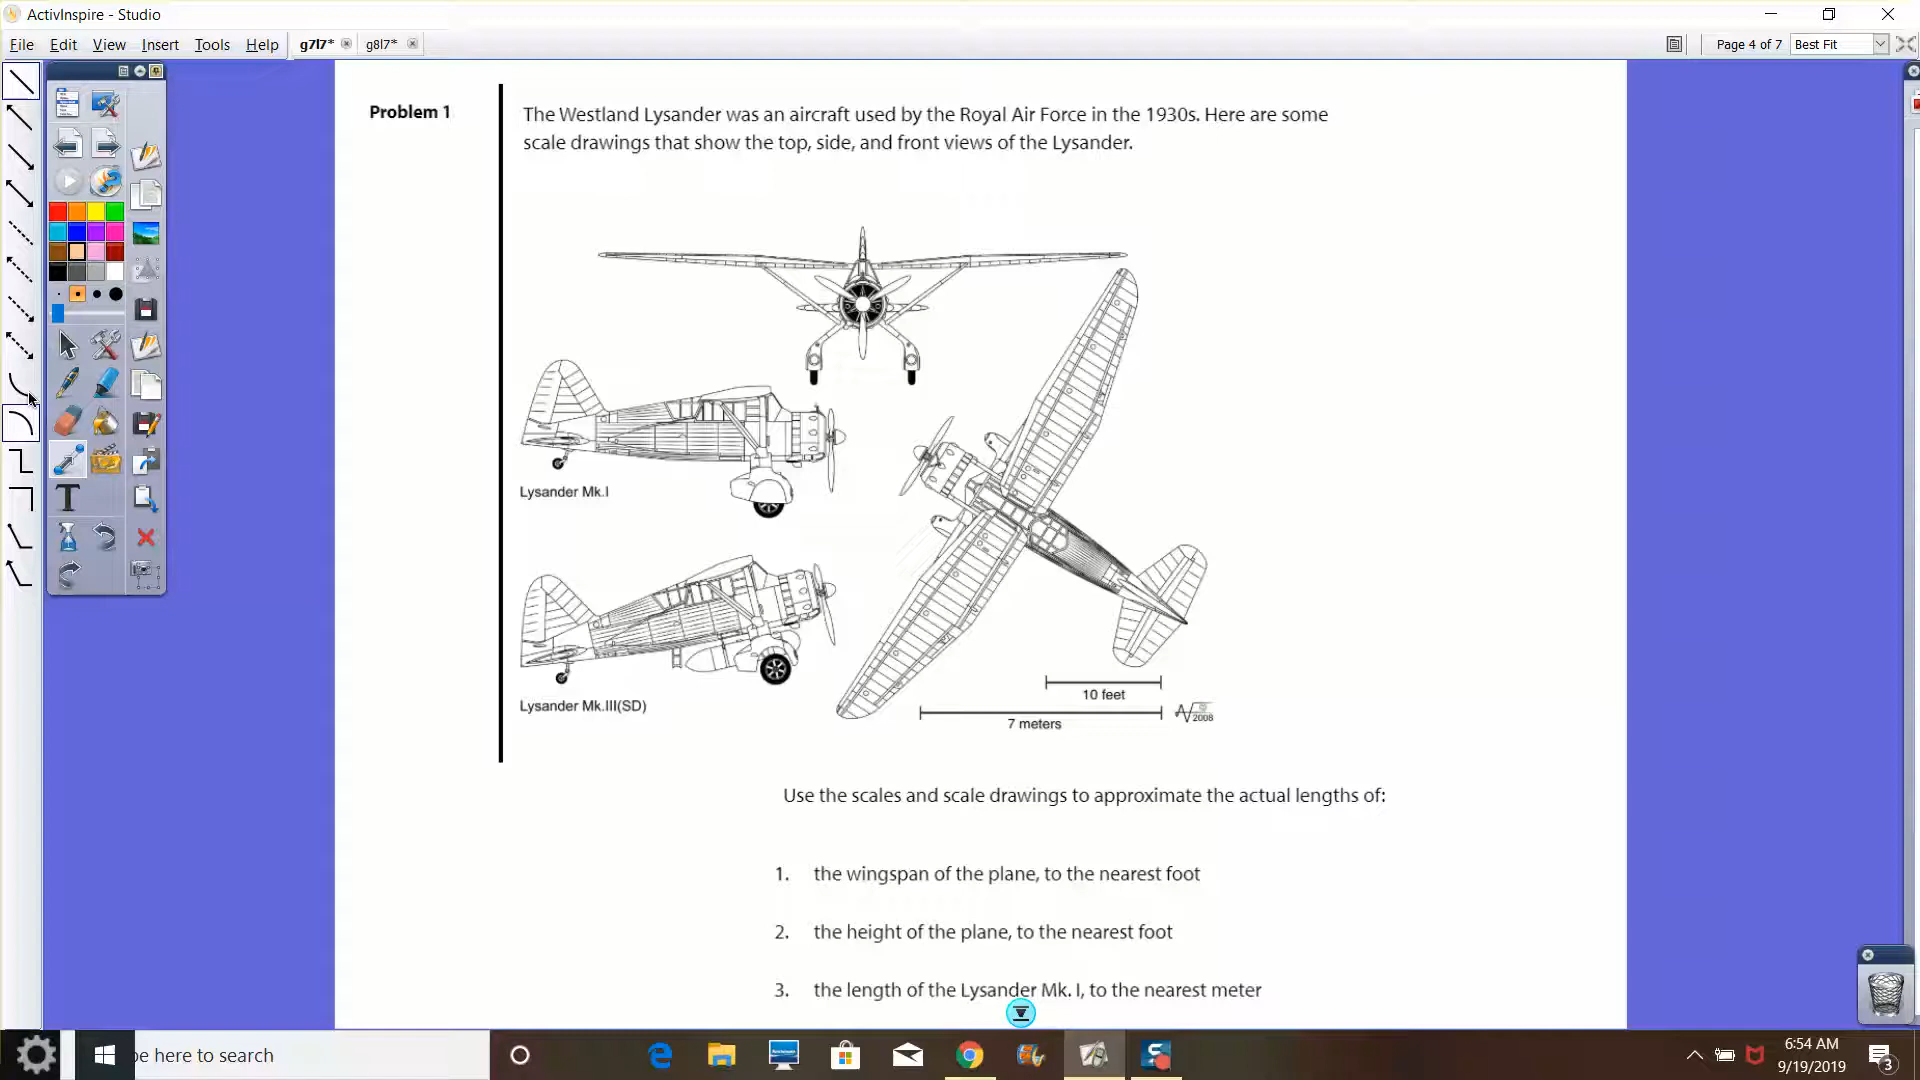 ActivInspire - Studio
File Edit View Insert Tools Help g7l7* g8l7* Page 4 of 7 Best Fit
Problem 1
The Westland Lysander was an aircraft used by the Royal Air Force in the 1930s. Here are some
scale drawings that show the top, side, and front views of the Lysander.
Lysander Mk.I
Lysander Mk.III(SD)
10 feet
7 meters
2008
Use the scales and scale drawings to approximate the actual lengths of:
1. the wingspan of the plane, to the nearest foot
2. the height of the plane, to the nearest foot
3. the length of the Lysander Mk. I, to the nearest meter
pe here to search
6:54 AM
9/19/2019
3